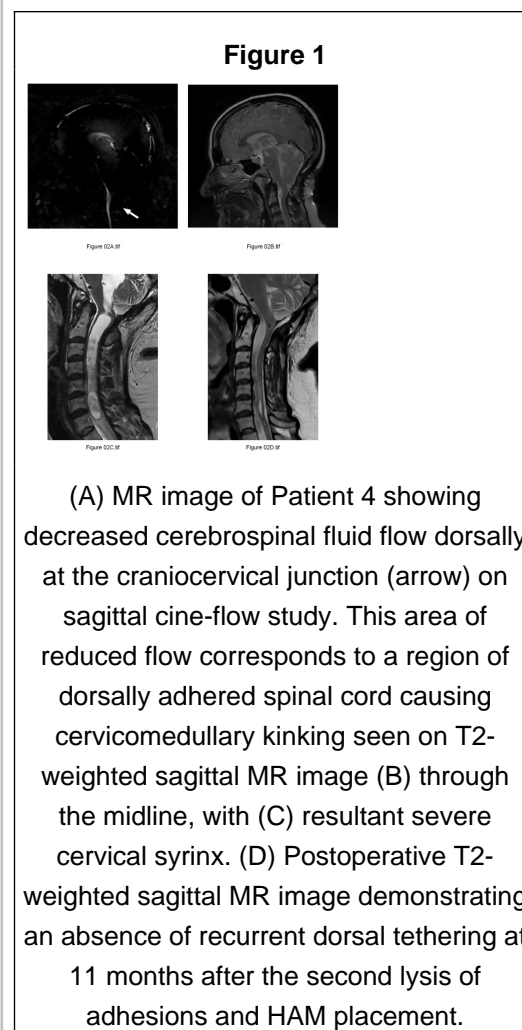 Figure 1
Figure 02A.tif
Figure 02B.tif
Figure 02C.tif
Figure 02D.tif
(A) MR image of Patient 4 showing
decreased cerebrospinal fluid flow dorsally
at the craniocervical junction (arrow) on
sagittal cine-flow study. This area of
reduced flow corresponds to a region of
dorsally adhered spinal cord causing
cervicomedullary kinking seen on T2-
weighted sagittal MR image (B) through
the midline, with (C) resultant severe
cervical syrinx. (D) Postoperative T2-
weighted sagittal MR image demonstrating
an absence of recurrent dorsal tethering at
11 months after the second lysis of
adhesions and HAM placement.